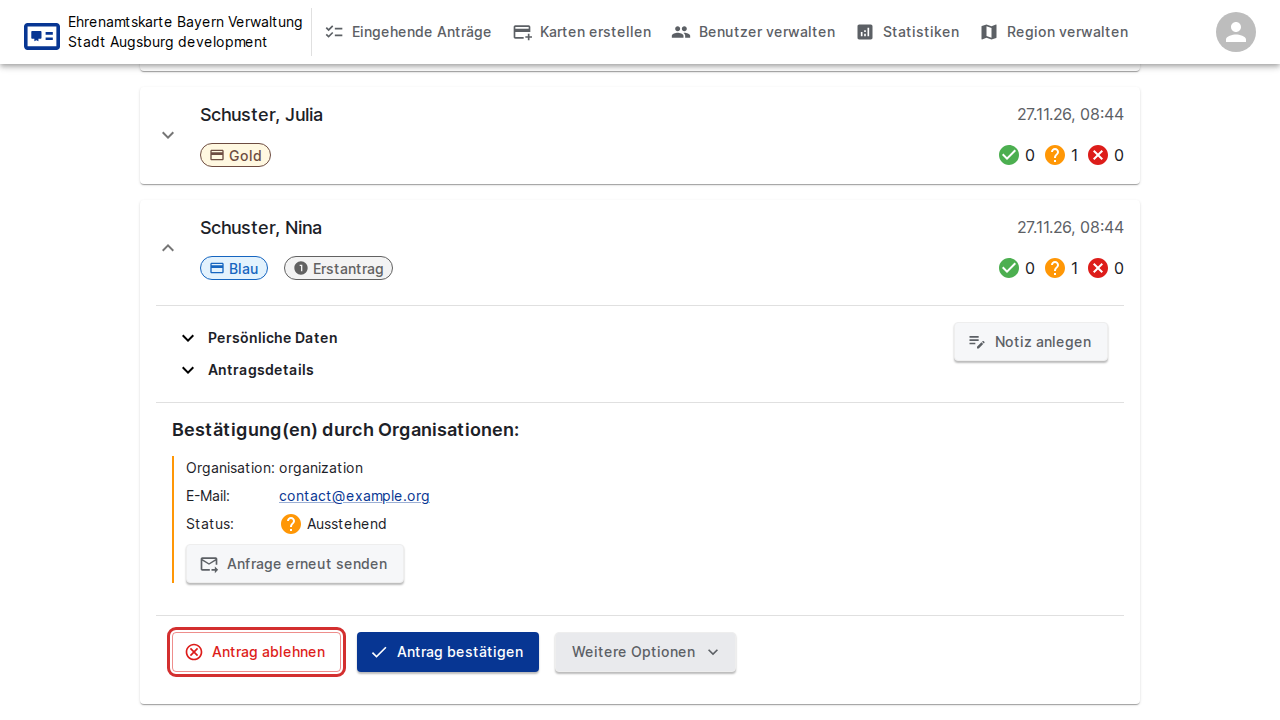 Ehrenamtskarte Bayern Verwaltung
Stadt Augsburg development
Eingehende Anträge
Karten erstellen
Benutzer verwalten
Statistiken
Region verwalten
Schuster, Julia
27.11.26, 08:44
Gold
0 1 0
Schuster, Nina
27.11.26, 08:44
Blau
Erstantrag
0 1 0
Persönliche Daten
Notiz anlegen
Antragsdetails
Bestätigung(en) durch Organisationen:
Organisation: organization
E-Mail: contact@example.org
Status: Ausstehend
Anfrage erneut senden
Antrag ablehnen
Antrag bestätigen
Weitere Optionen